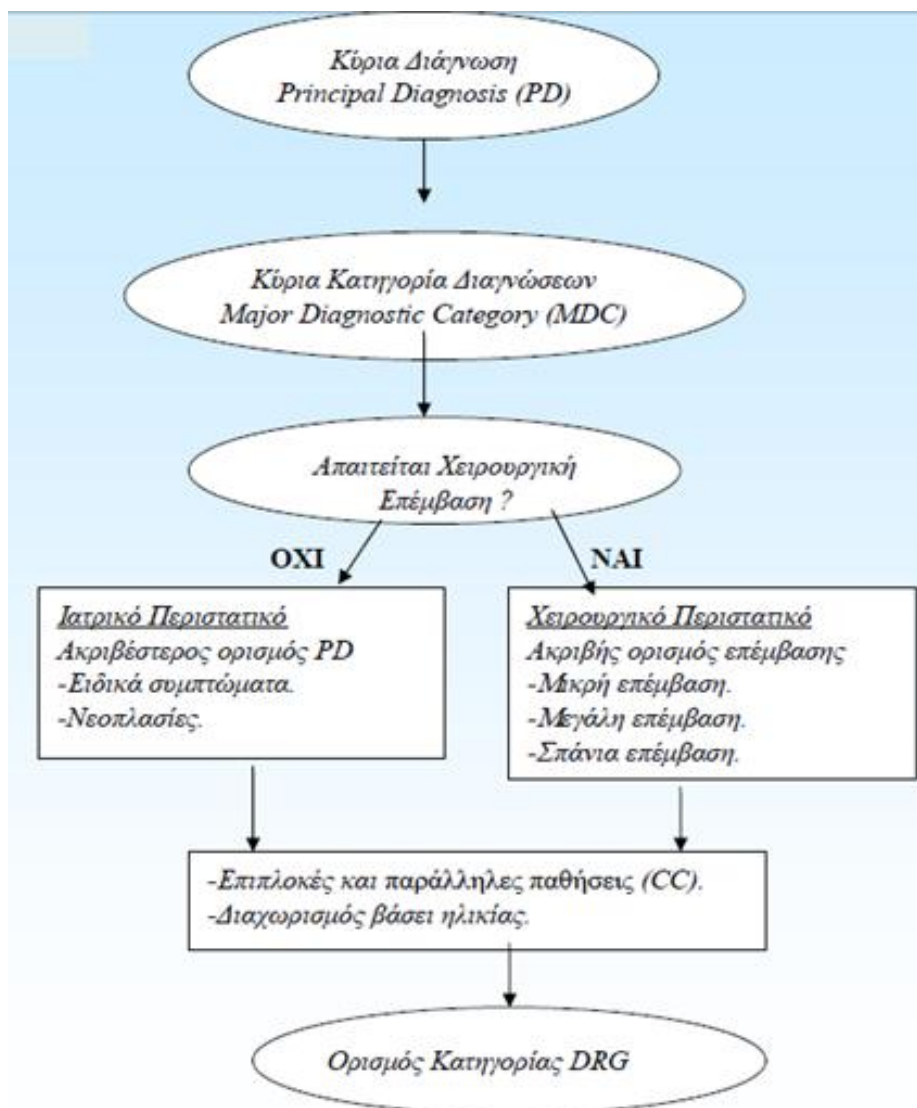 Κύρια Διάγνωση
Principal Diagnosis (PD)
Κύρια Κατηγορία Διαγνώσεων
Major Diagnostic Category (MDC)
Απαιτείται Χειρουργική
Επέμβαση ?
ΟΧΙ
ΝΑΙ
Ιατρικό Περιστατικό
Ακριβέστερος ορισμός PD
-Ειδικά συμπτώματα.
-Νεοπλασίες.
Χειρουργικό Περιστατικό
Ακριβής ορισμός επέμβασης
-Μικρή επέμβαση.
-Μεγάλη επέμβαση.
-Σπάνια επέμβαση.
-Επιπλοκές και παράλληλες παθήσεις (CC).
-Διαχωρισμός βάσει ηλικίας.
Ορισμός Κατηγορίας DRG